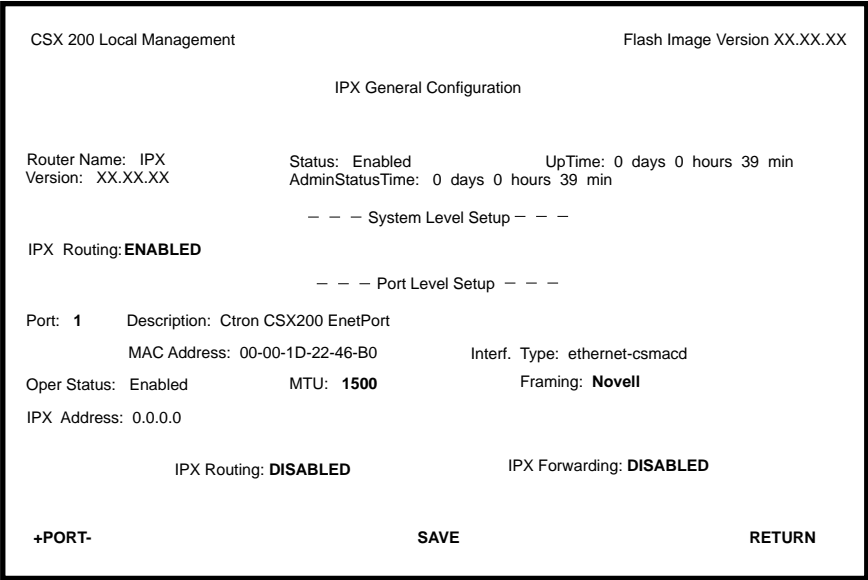 CSX 200 Local Management Flash Image Version XX.XX.XX
IPX General Configuration
Router Name: IPX Status: Enabled UpTime: 0 days 0 hours 39 min
Version: XX.XX.XX AdminStatusTime: 0 days 0 hours 39 min
– – – System Level Setup – – –
IPX Routing: ENABLED
– – – Port Level Setup – – –
Port: 1 Description: Ctron CSX200 EnetPort
MAC Address: 00-00-1D-22-46-B0 Interf. Type: ethernet-csmacd
Oper Status: Enabled MTU: 1500 Framing: Novell
IPX Address: 0.0.0.0
IPX Routing: DISABLED IPX Forwarding: DISABLED
+PORT- SAVE RETURN